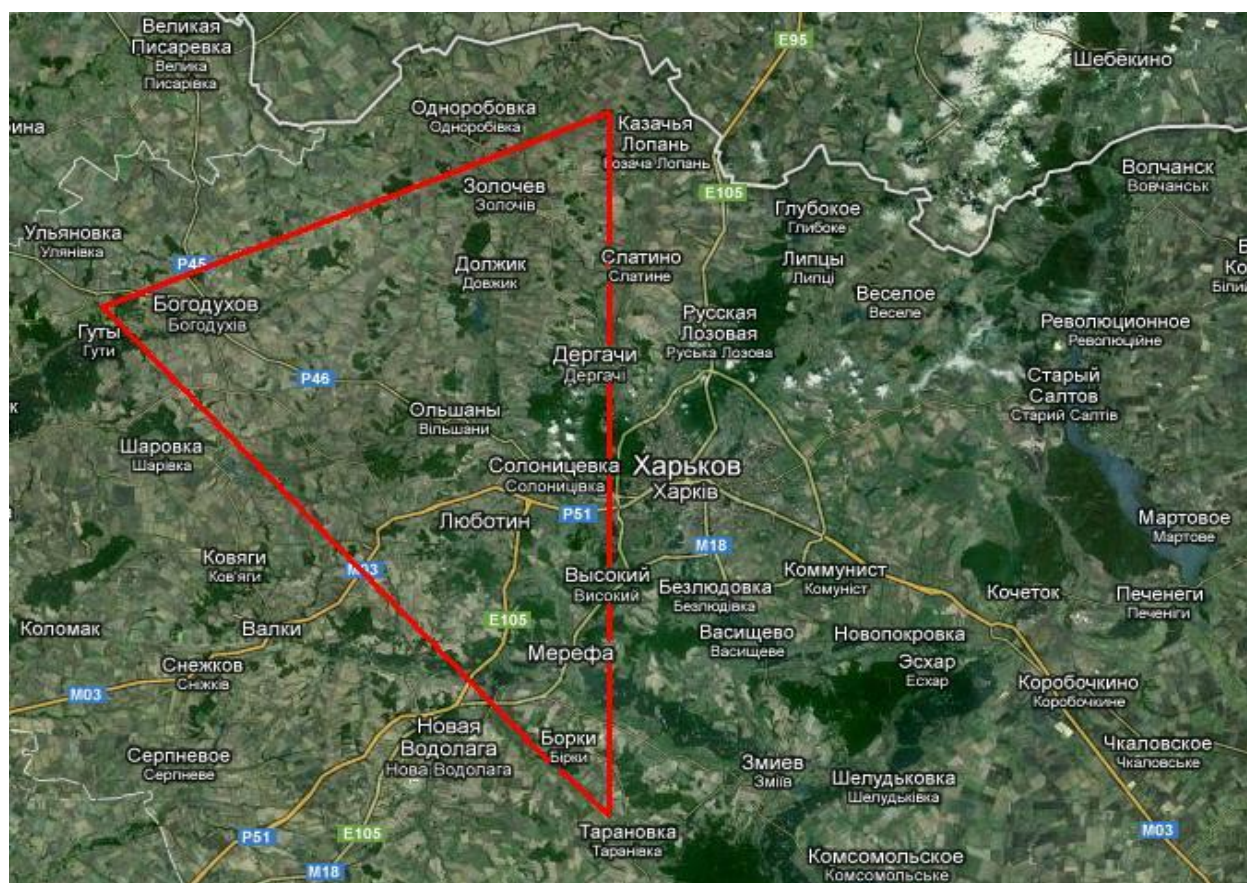 Великая
Писаревка
Велика
Писарівка
E95
Шебекино
Одноробовка
Одноробівка
Казачья
Лопань
Козача Лопань
ина
Волчанск
Вовчанськ
Золочев
Золочів
E105
Глубокое
Глибоке
Ульяновка
Улянівка
P45
Должик
Довжик
Слатино
Слатине
Липцы
Липці
Ко
Білий
Веселое
Веселе
Богодухов
Богодухів
Гуты
Гути
Русская
Лозовая
Руська Лозова
Революционное
Революційне
Дергачи
Дергачі
P46
Старый
Салтов
Старий Салтів
к
Ольшаны
Вільшани
Шаровка
Шарівка
Солоницевка
Солоницівка
Харьков
Харків
P51
Люботин
M18
Мартовое
Мартове
Ковяги
Ков'яги
M03
Высокий
Високий
Безлюдовка
Безлюдівка
Коммунист
Комуніст
Кочеток
Печенеги
Печеніги
Коломак
Валки
E105
Мерефа
Васищево
Васищеве
Новопокровка
Снежков
Сніжків
M03
Эсхар
Есхар
Коробочкино
Коробочкине
Новая
Водолага
Нова Водолага
Борки
Бірки
Серпневое
Серпневе
Змиев
Зміїв
Шелудьковка
Шелудьківка
Чкаловское
Чкаловське
P51
E105
Тарановка
Таранівка
M03
M18
Комсомольское
Комсомольське